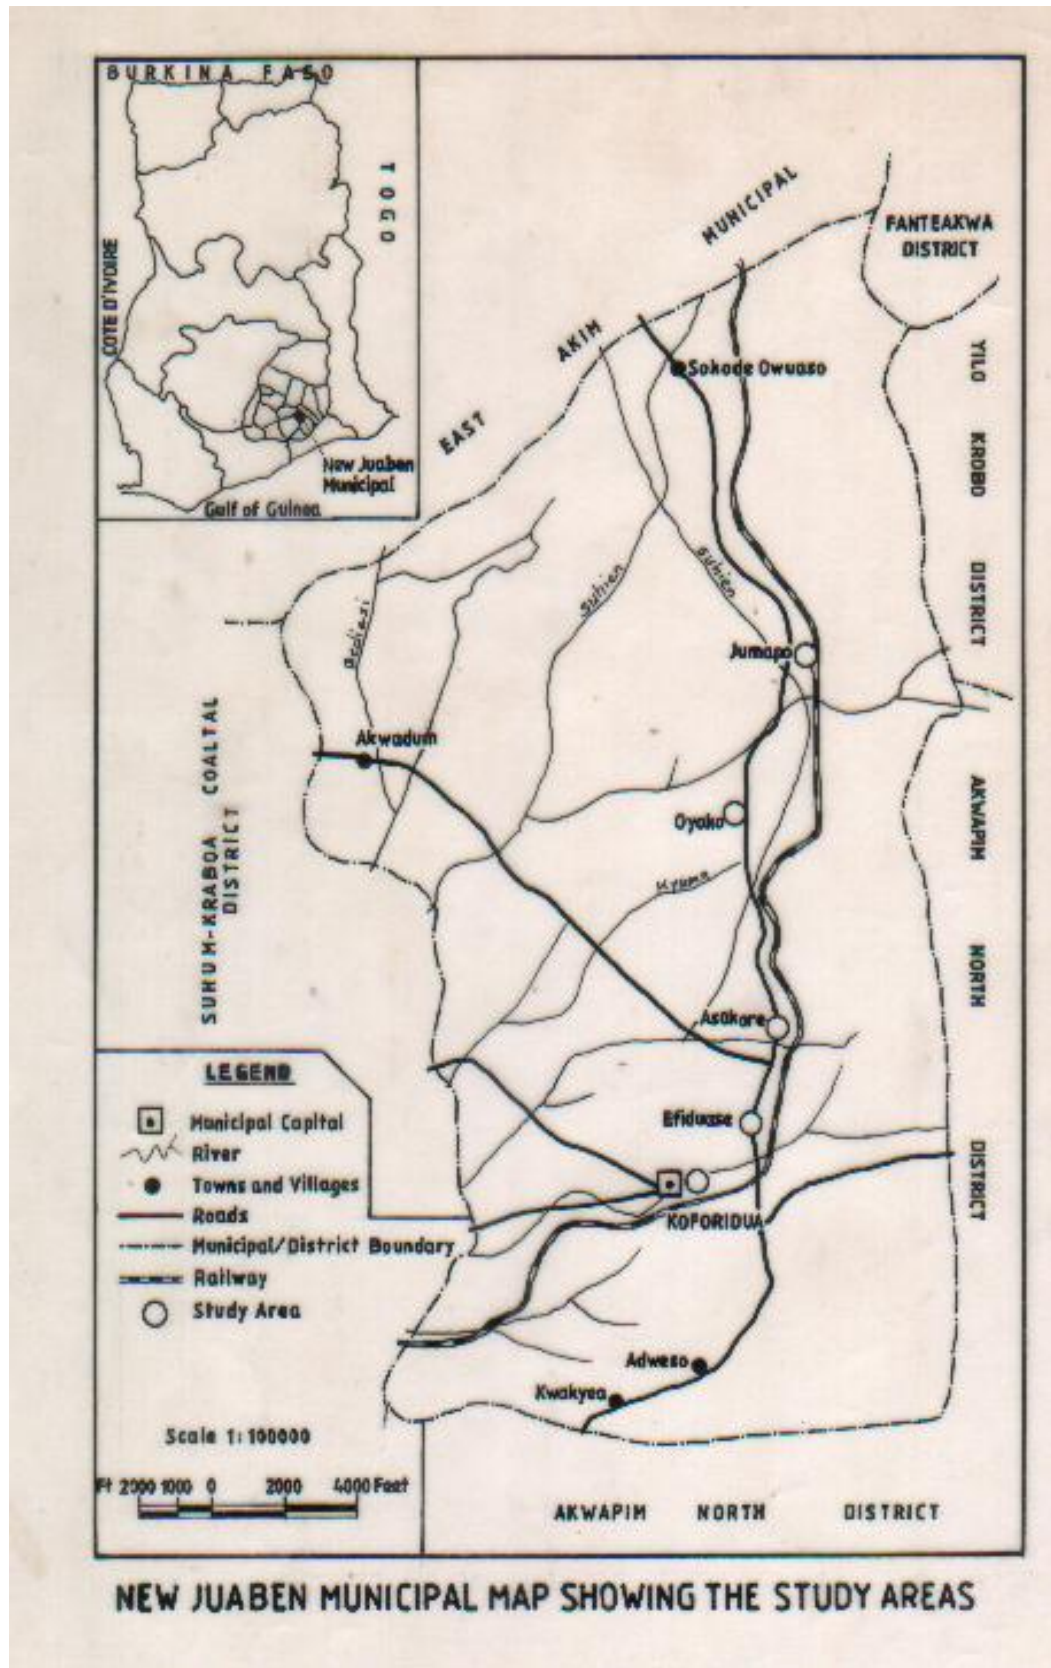 BURKINA FASO
TOGO
COTE D'IVOIRE
New Juaben
Municipal
Gulf of Guinea
EAST AKIM MUNICIPAL
FANTEAKWA
DISTRICT
YILO KROBO DISTRICT
Sokode Owuaso
Suhien
Suhien
Jumapo
Akwadum
SUHUM-KRABOA COALTAL
DISTRICT
Oyoko
AKWAPIM NORTH DISTRICT
Asokore
Efiduase
KOFORIDUA
Adweso
Kwakyea
LEGEND
Municipal Capital
River
Towns and Villages
Roads
Municipal/District Boundary
Railway
Study Area
Scale 1:100000
Ft 2000 1000 0 2000 4000 Feet
AKWAPIM NORTH DISTRICT
NEW JUABEN MUNICIPAL MAP SHOWING THE STUDY AREAS